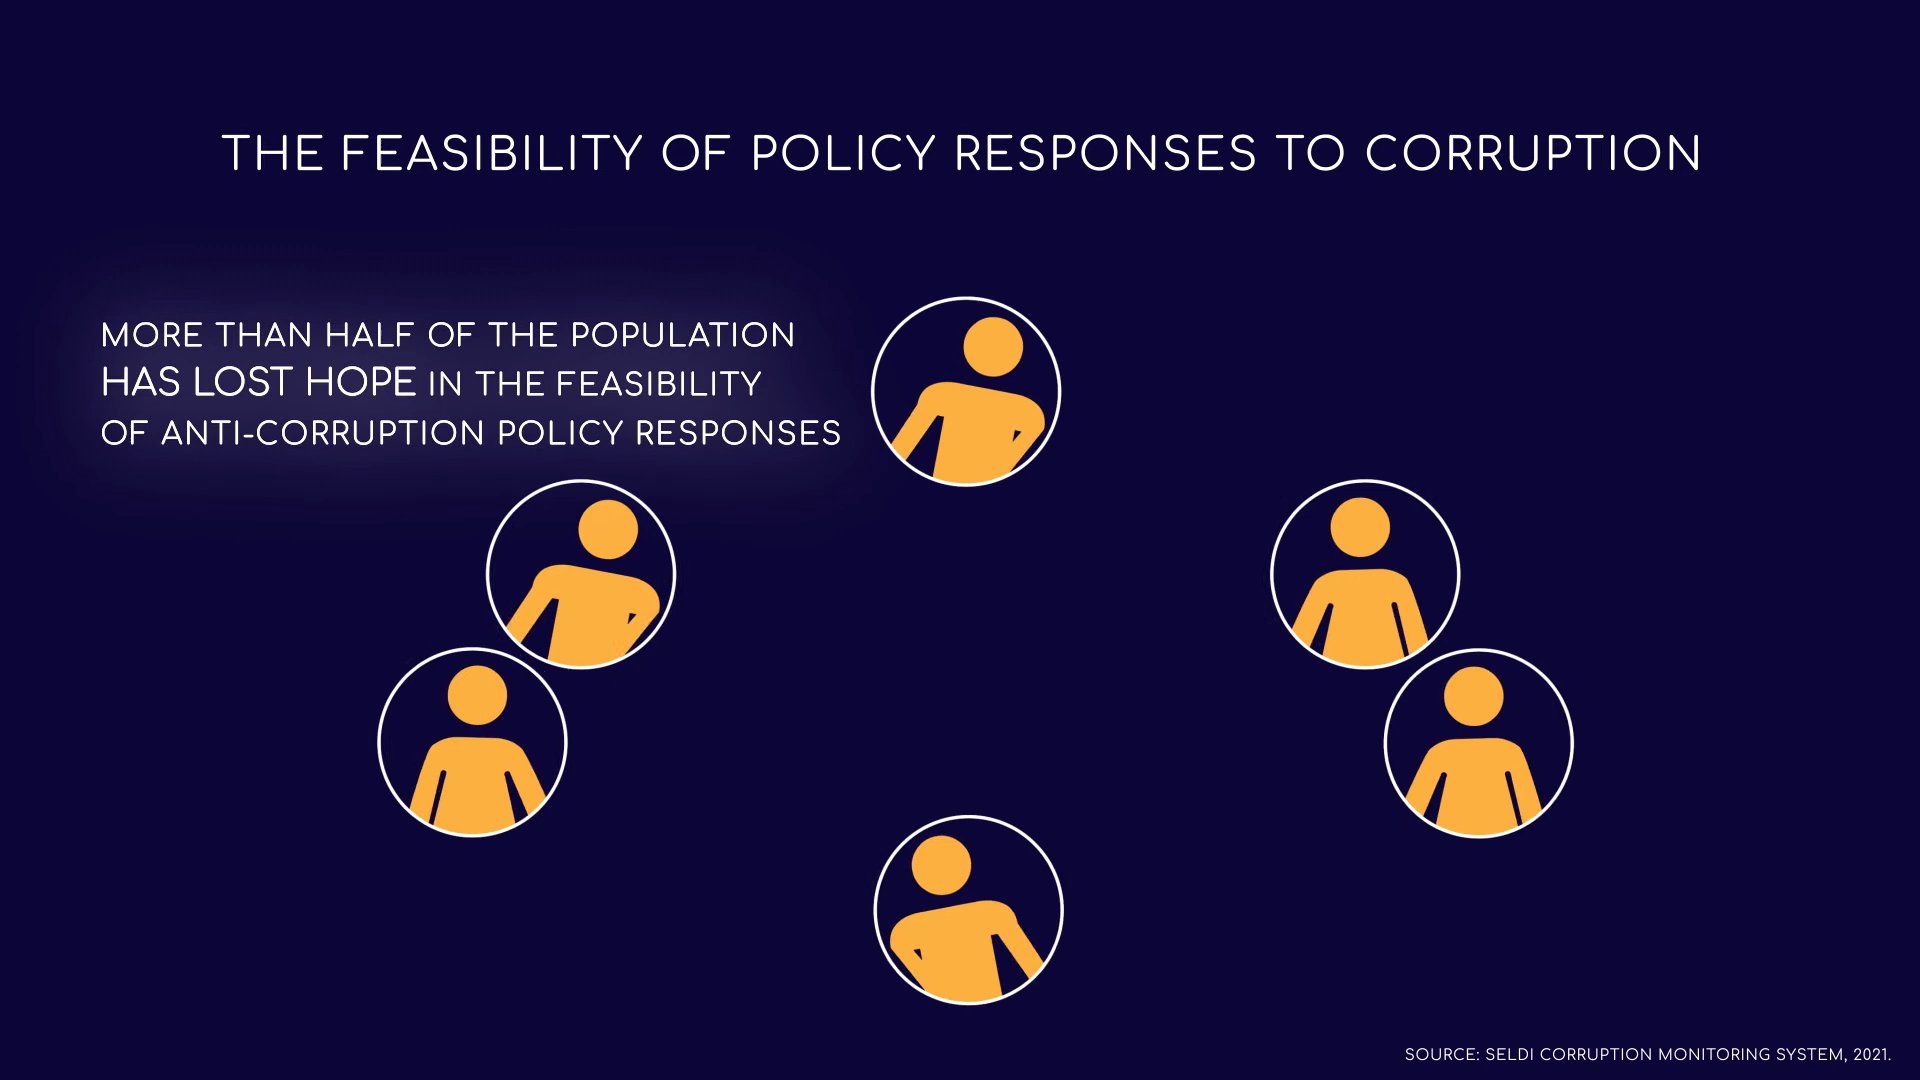 THE FEASIBILITY OF POLICY RESPONSES TO CORRUPTION
MORE THAN HALF OF THE POPULATION
HAS LOST HOPE IN THE FEASIBILITY
OF ANTI-CORRUPTION POLICY RESPONSES
SOURCE: SELDI CORRUPTION MONITORING SYSTEM, 2021.